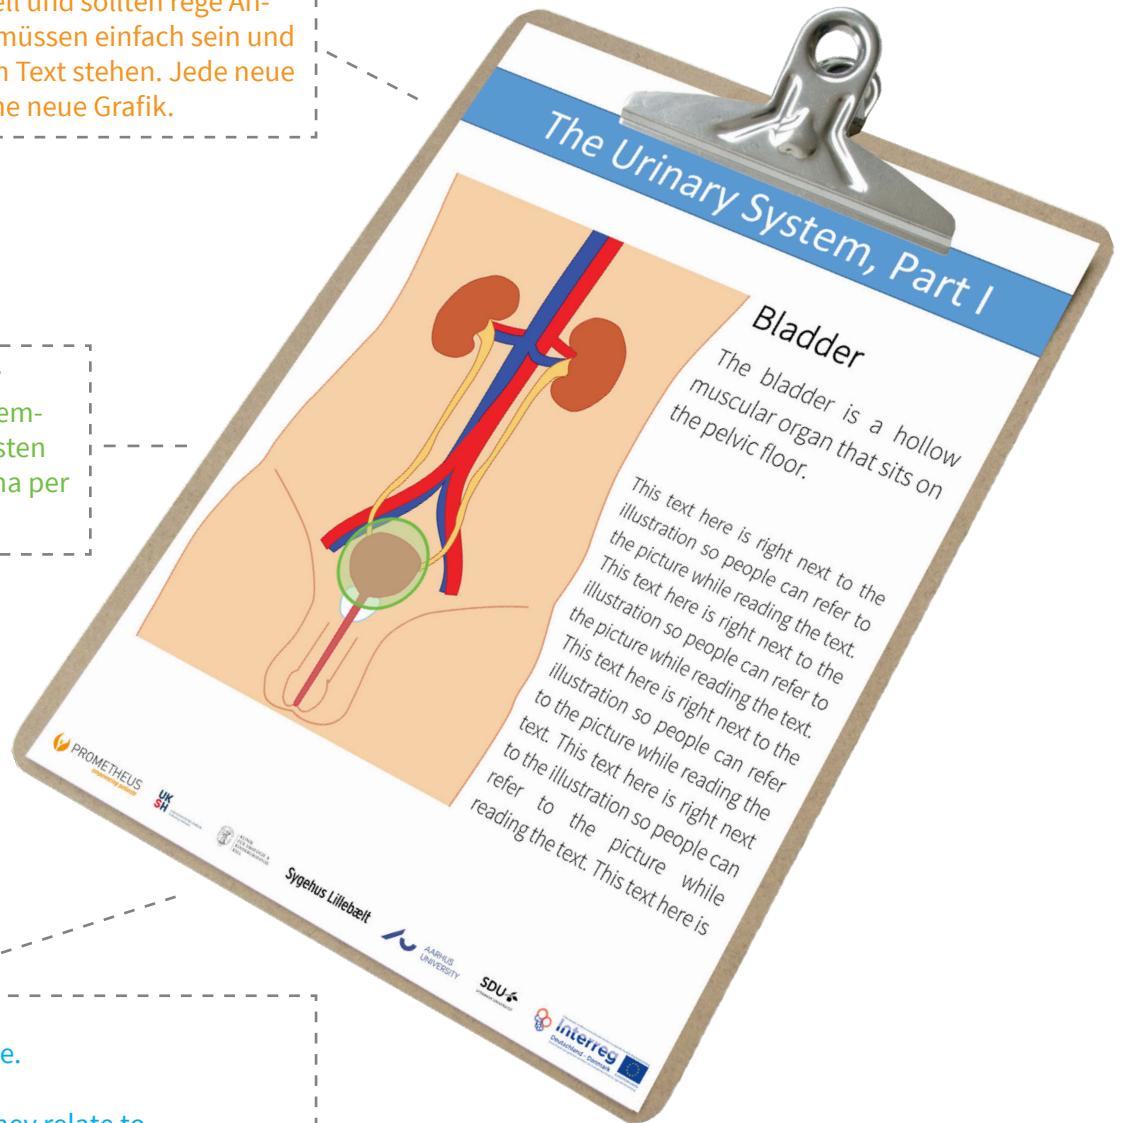 ell und sollten rege An-
müssen einfach sein und
n Text stehen. Jede neue
ne neue Grafik.
em-
sten
na per
The Urinary System, Part I
Bladder
The bladder is a hollow
muscular organ that sits on
the pelvic floor.
This text here is right next to the
illustration so people can refer to
the picture while reading the text.
This text here is right next to the
illustration so people can refer to
the picture while reading the text.
This text here is right next to the
illustration so people can refer
to the picture while reading the
text. This text here is right next
to the illustration so people can
refer to the picture while
reading the text. This text here is
PROMETHEUS
UK
SH
Sygehus Lillebælt
AARHUS
UNIVERSITY
SDU
Interreg
Deutschland - Danmark
e.
hey relate to